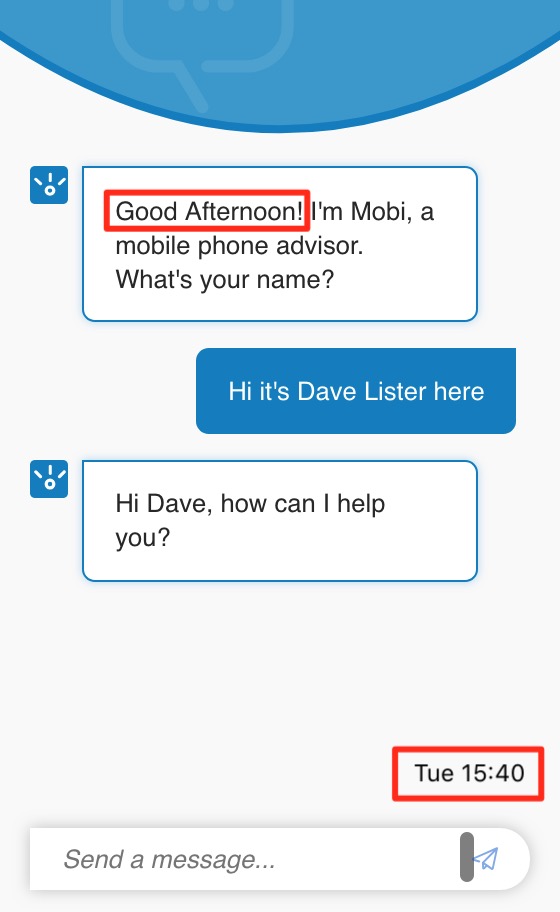 Good Afternoon! I'm Mobi, a
mobile phone advisor.
What's your name?
Hi it's Dave Lister here
Hi Dave, how can I help
you?
Tue 15:40
Send a message...